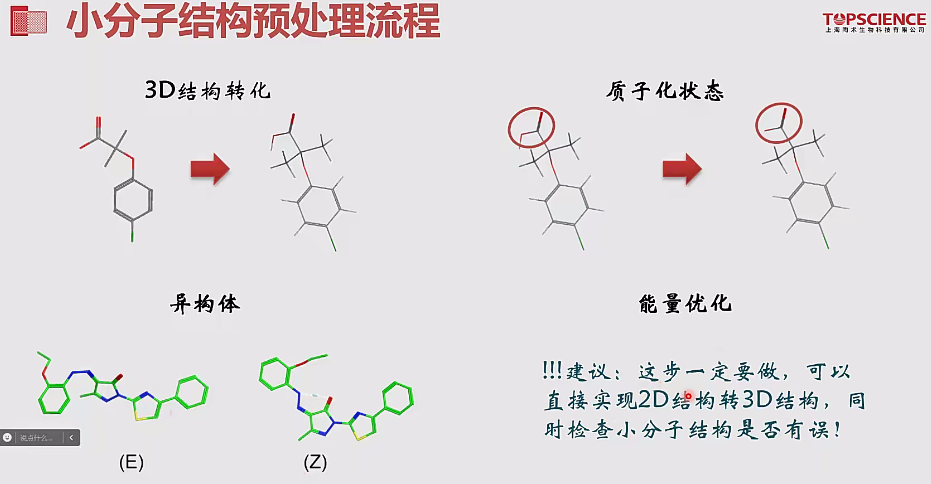 小分子结构预处理流程
TOPSCIENCE
上海陶术生物科技有限公司
3D结构转化
质子化状态
异构体
能量优化
!!!建议：这步一定要做，可以
直接实现2D结构转3D结构，同
时检查小分子结构是否有误！
说点什么...
(E)
(Z)